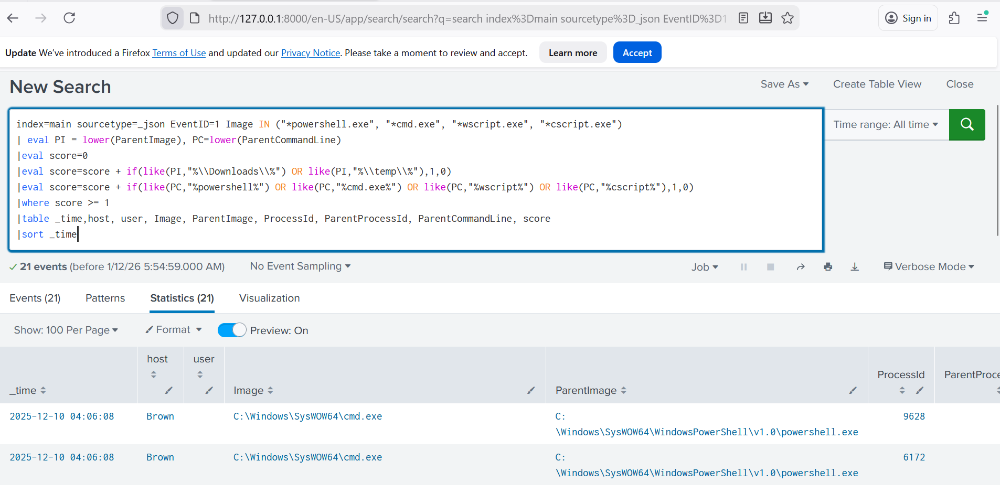 http://127.0.0.1:8000/en-US/app/search/search?q=search index%3Dmain sourcetype%3D_json EventID%3D1
Sign in
Update We've introduced a Firefox Terms of Use and updated our Privacy Notice. Please take a moment to review and accept. Learn more Accept
New Search
Save As Create Table View Close
index=main sourcetype=_json EventID=1 Image IN ("*powershell.exe", "*cmd.exe", "*wscript.exe", "*cscript.exe")
| eval PI = lower(ParentImage), PC=lower(ParentCommandLine)
|eval score=0
|eval score=score + if(like(PI,"%\\Downloads\\%") OR like(PI,"%\\temp\\%"),1,0)
|eval score=score + if(like(PC,"%powershell%") OR like(PC,"%cmd.exe%") OR like(PC,"%wscript%") OR like(PC,"%cscript%"),1,0)
|where score >= 1
|table _time,host, user, Image, ParentImage, ProcessId, ParentProcessId, ParentCommandLine, score
|sort _time
Time range: All time
21 events (before 1/12/26 5:54:59.000 AM) No Event Sampling Job Verbose Mode
Events (21) Patterns Statistics (21) Visualization
Show: 100 Per Page Format Preview: On
_time host user Image ParentImage ProcessId ParentProce
2025-12-10 04:06:08 Brown C:\Windows\SysWOW64\cmd.exe C: 9628
\Windows\SysWOW64\WindowsPowerShell\v1.0\powershell.exe
2025-12-10 04:06:08 Brown C:\Windows\SysWOW64\cmd.exe C: 6172
\Windows\SysWOW64\WindowsPowerShell\v1.0\powershell.exe